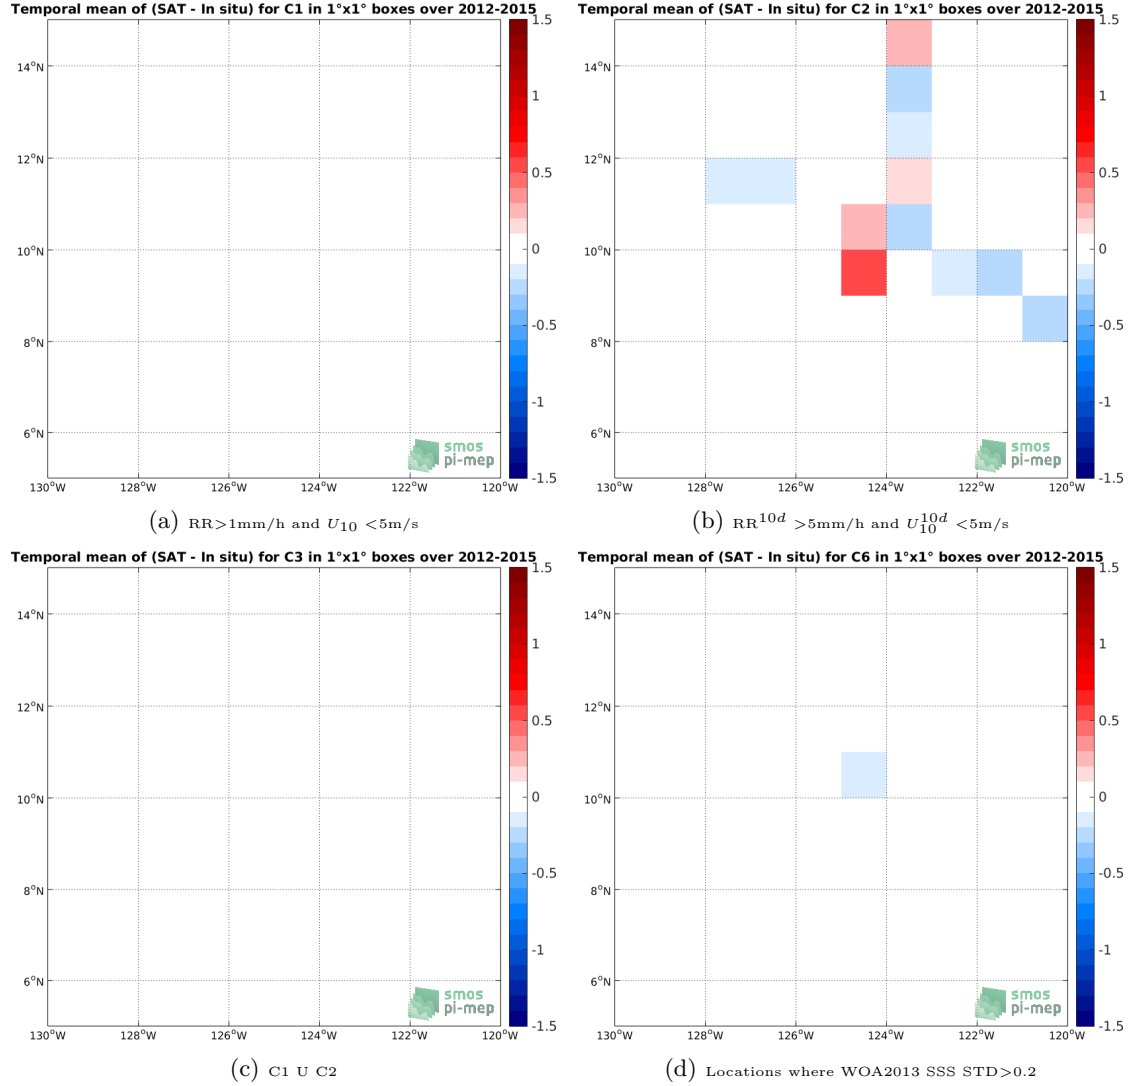 Temporal mean of (SAT - In situ) for C1 in 1°x1° boxes over 2012-2015
14°N
12°N
10°N
8°N
6°N
130°W 128°W 126°W 124°W 122°W 120°W
1.5
1
0.5
0
-0.5
-1
-1.5
smos
pi-mep
(a) RR>1mm/h and U10 <5m/s
Temporal mean of (SAT - In situ) for C2 in 1°x1° boxes over 2012-2015
14°N
12°N
10°N
8°N
6°N
130°W 128°W 126°W 124°W 122°W 120°W
1.5
1
0.5
0
-0.5
-1
-1.5
smos
pi-mep
(b) RR^10d >5mm/h and U10^10d <5m/s
Temporal mean of (SAT - In situ) for C3 in 1°x1° boxes over 2012-2015
14°N
12°N
10°N
8°N
6°N
130°W 128°W 126°W 124°W 122°W 120°W
1.5
1
0.5
0
-0.5
-1
-1.5
smos
pi-mep
(c) C1 U C2
Temporal mean of (SAT - In situ) for C6 in 1°x1° boxes over 2012-2015
14°N
12°N
10°N
8°N
6°N
130°W 128°W 126°W 124°W 122°W 120°W
1.5
1
0.5
0
-0.5
-1
-1.5
smos
pi-mep
(d) Locations where WOA2013 SSS STD>0.2